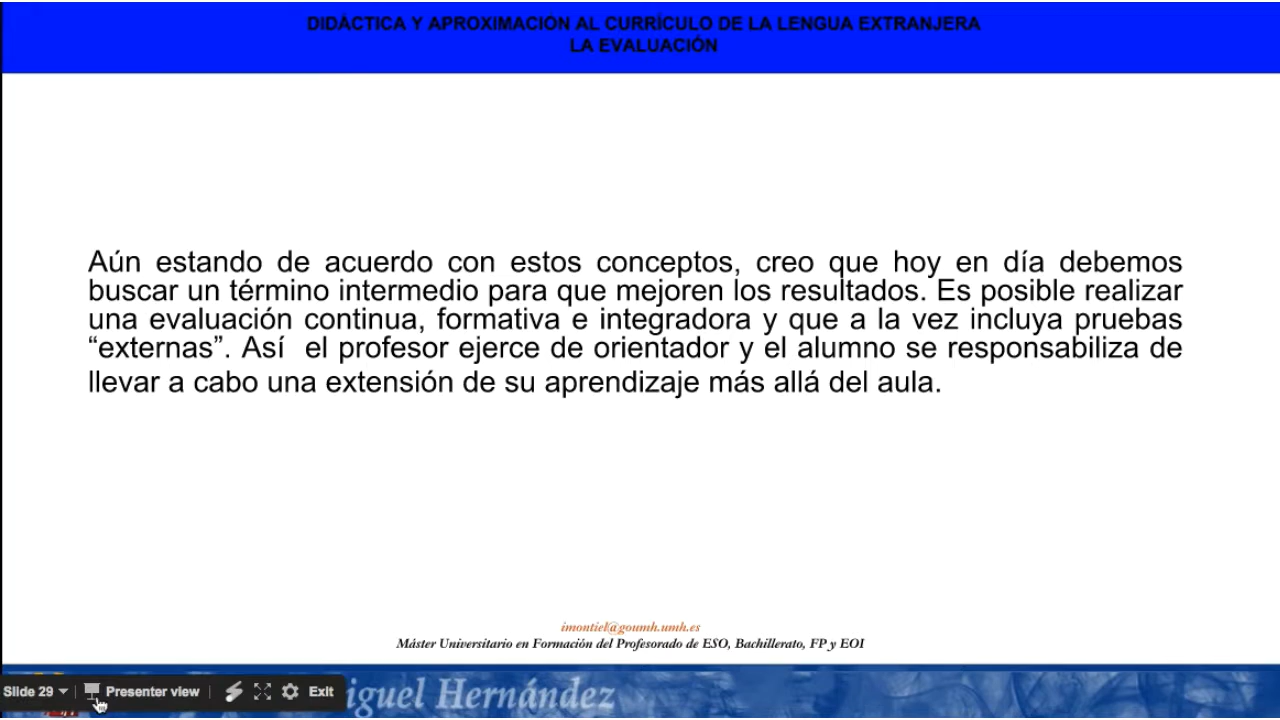 DIDÁCTICA Y APROXIMACIÓN AL CURRÍCULO DE LA LENGUA EXTRANJERA
LA EVALUACIÓN
Aún estando de acuerdo con estos conceptos, creo que hoy en día debemos
buscar un término intermedio para que mejoren los resultados. Es posible realizar
una evaluación continua, formativa e integradora y que a la vez incluya pruebas
“externas”. Así el profesor ejerce de orientador y el alumno se responsabiliza de
llevar a cabo una extensión de su aprendizaje más allá del aula.
imontiel@goumh.umh.es
Máster Universitario en Formación del Profesorado de ESO, Bachillerato, FP y EOI
Slide 29 Presenter view Exit
iguel Hernández